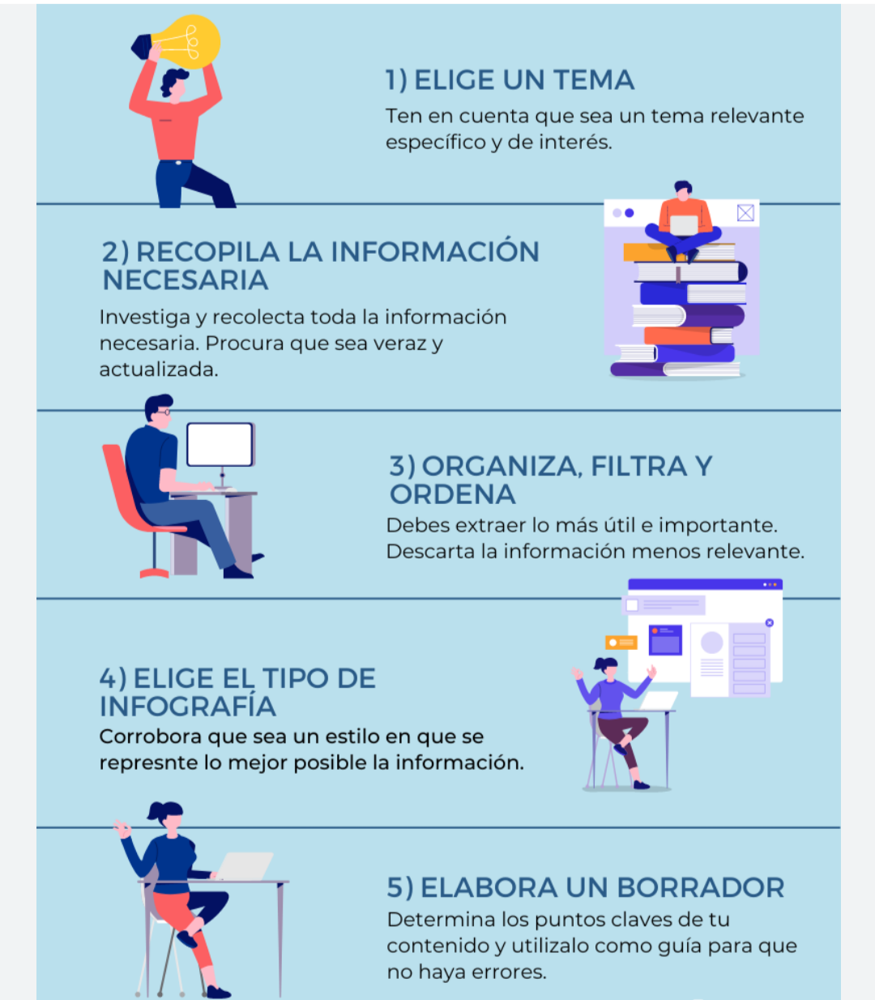 1) ELIGE UN TEMA
Ten en cuenta que sea un tema relevante
específico y de interés.
2) RECOPILA LA INFORMACIÓN
NECESARIA
Investiga y recolecta toda la información
necesaria. Procura que sea veraz y
actualizada.
3) ORGANIZA, FILTRA Y
ORDENA
Debes extraer lo más útil e importante.
Descarta la información menos relevante.
4) ELIGE EL TIPO DE
INFOGRAFÍA
Corrobora que sea un estilo en que se
represnte lo mejor posible la información.
5) ELABORA UN BORRADOR
Determina los puntos claves de tu
contenido y utilizalo como guía para que
no haya errores.